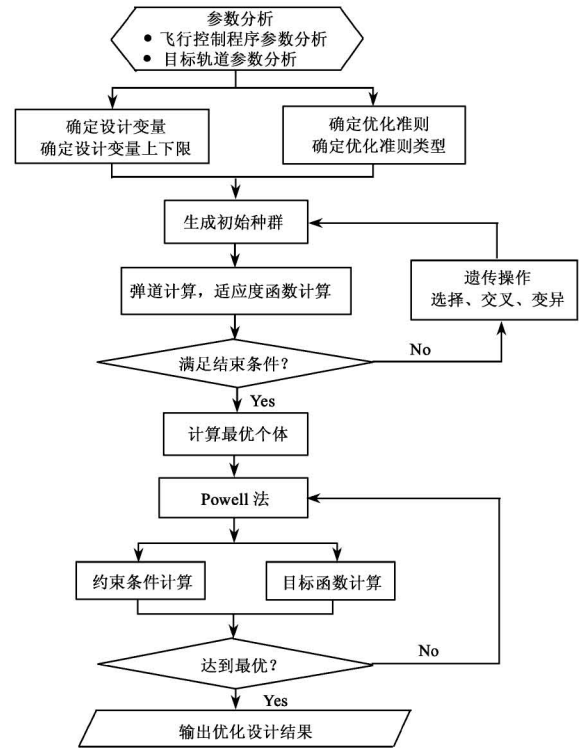 参数分析
● 飞行控制程序参数分析
● 目标轨道参数分析
确定设计变量
确定设计变量上下限
确定优化准则
确定优化准则类型
生成初始种群
弹道计算，适应度函数计算
遗传操作
选择、交叉、变异
满足结束条件？
No
Yes
计算最优个体
Powell 法
约束条件计算
目标函数计算
达到最优？
No
Yes
输出优化设计结果